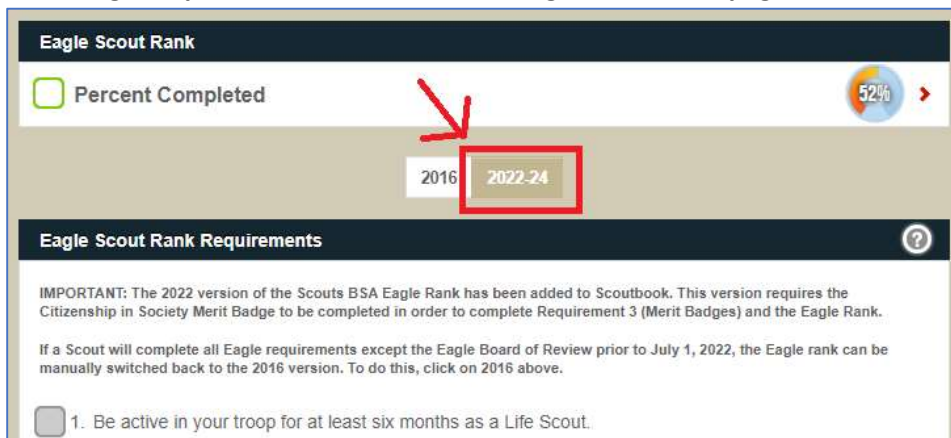 Eagle Scout Rank
Percent Completed
52%
2016 2022-24
Eagle Scout Rank Requirements
?
IMPORTANT: The 2022 version of the Scouts BSA Eagle Rank has been added to Scoutbook. This version requires the
Citizenship in Society Merit Badge to be completed in order to complete Requirement 3 (Merit Badges) and the Eagle Rank.
If a Scout will complete all Eagle requirements except the Eagle Board of Review prior to July 1, 2022, the Eagle rank can be
manually switched back to the 2016 version. To do this, click on 2016 above.
1. Be active in your troop for at least six months as a Life Scout.